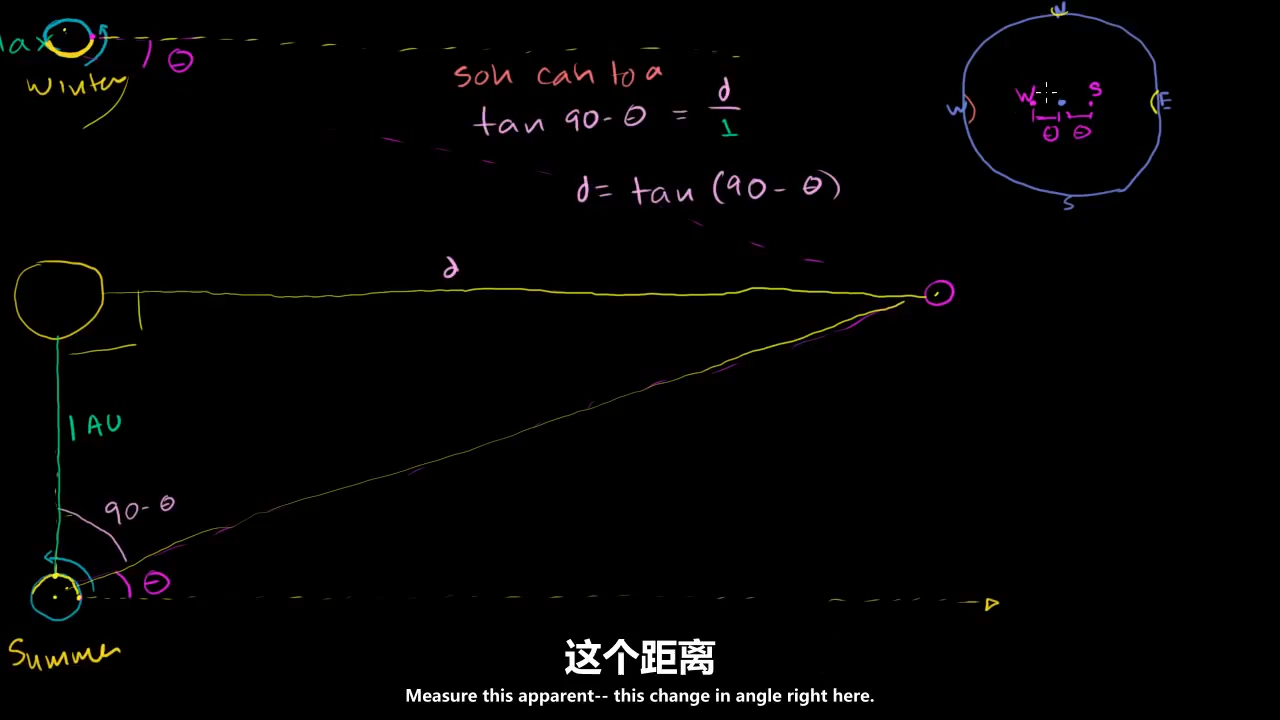 lax
Winter
θ
soh cah toa
tan 90-θ = d/1
d= tan (90-θ)
N
W
E
S
W
S
θ
θ
d
1 AU
90-θ
θ
Summer
这个距离
Measure this apparent-- this change in angle right here.